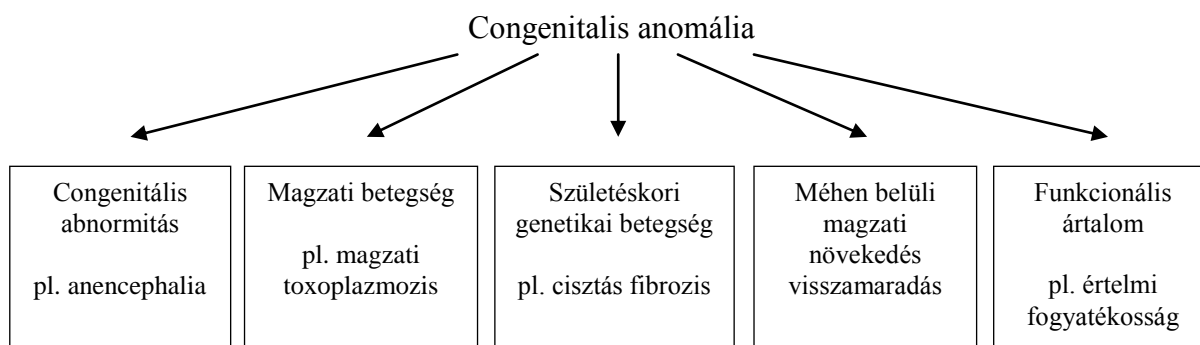 Congenitalis anomália
Congenitális
abnormitás
pl. anencephalia
Magzati betegség
pl. magzati
toxoplazmozis
Születéskori
genetikai betegség
pl. cisztás fibrozis
Méhen belüli
magzati
növekedés
visszamaradás
Funkcionális
ártalom
pl. értelmi
fogyatékosság